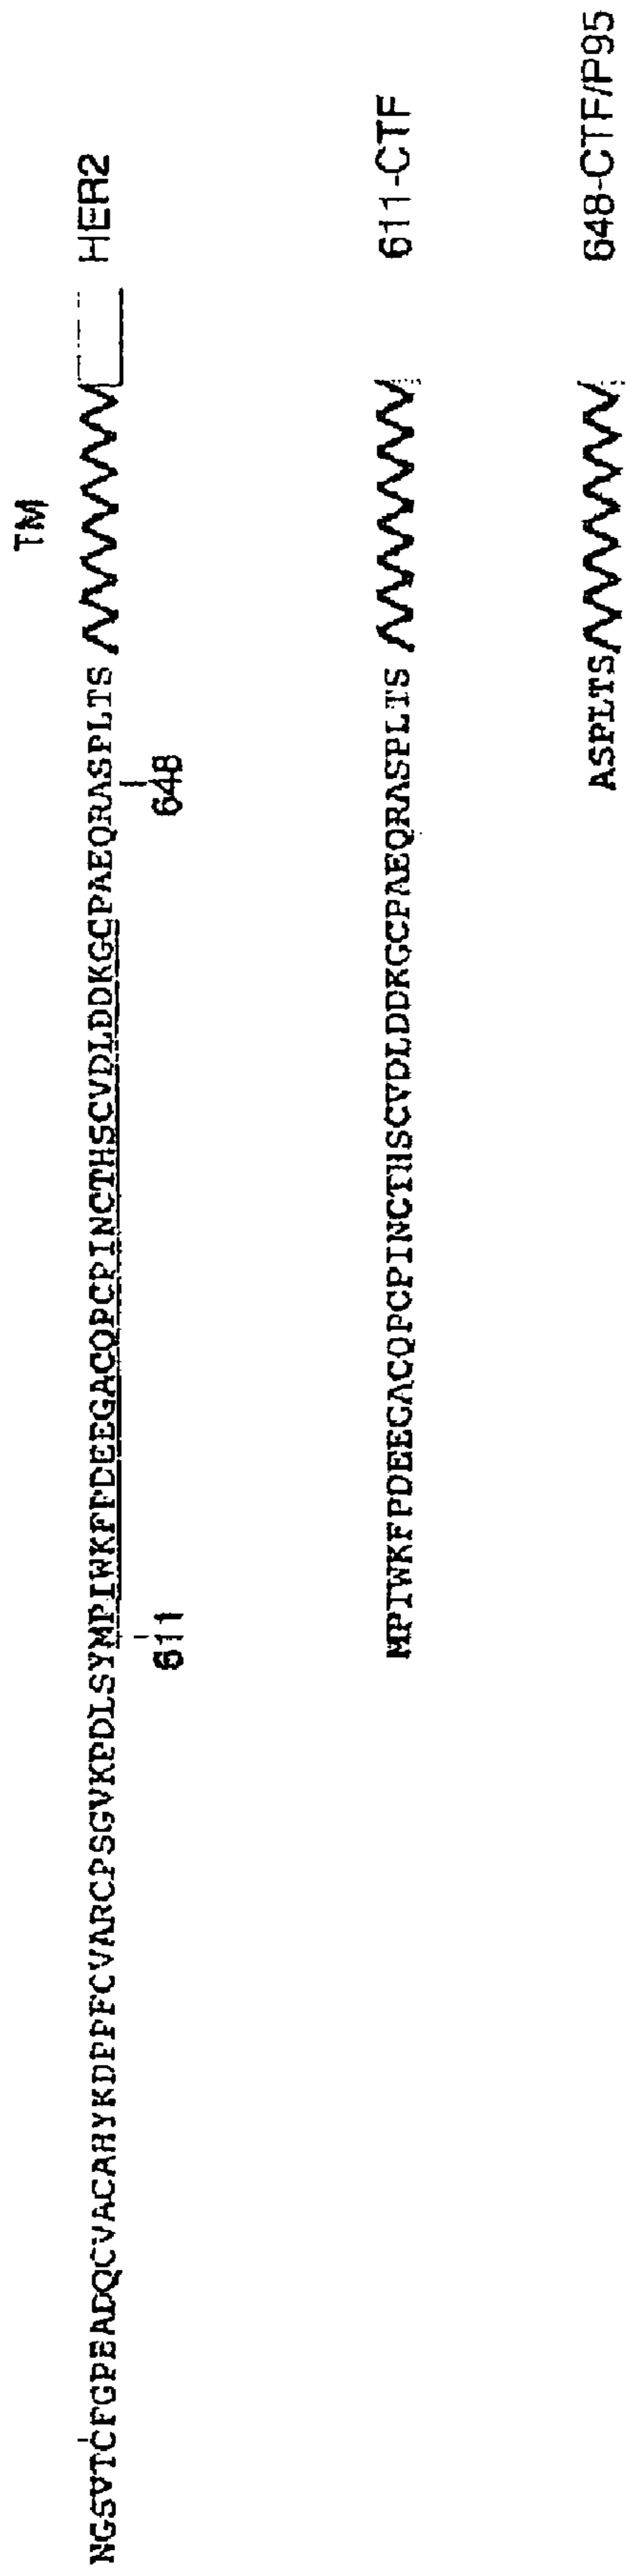 TM
NGSVTCFGPEADQCVACAHYKDPPFCVARCPSGVKPDLSYMPIWKFPDEEGACQPCPINCTHSCVDLDDKGCPAEQRASPLTS HER2
611 648
MPIWKFPDEEGACQPCPINCTHSCVDLDDKGCPAEQRASPLTS 611-CTF
ASPLTS 648-CTF/P95